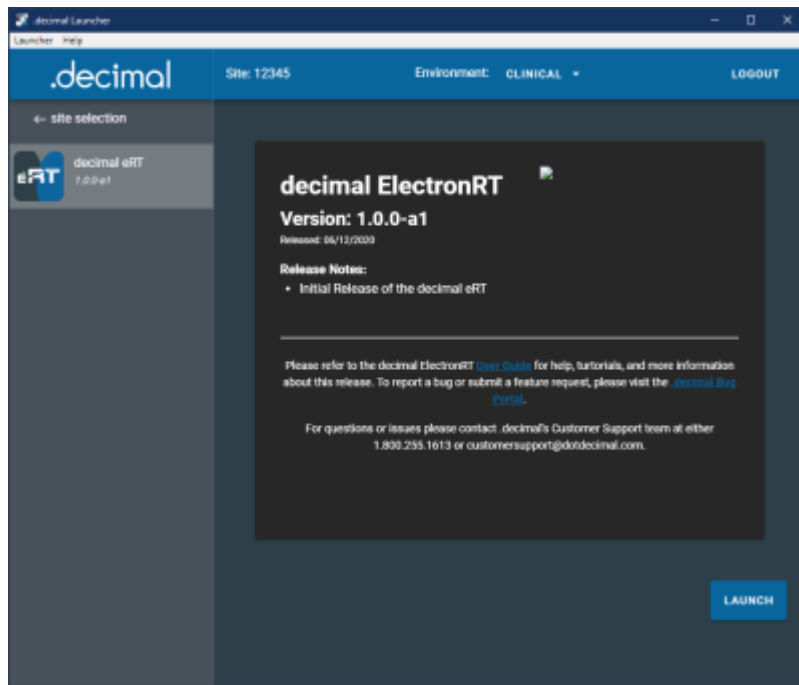 .decimal Launcher
Launcher Help
.decimal
Site: 12345
Environment: CLINICAL
LOGOUT
← site selection
eRT
decimal eRT
1.0.0-a1
decimal ElectronRT
Version: 1.0.0-a1
Released: 06/12/2020
Release Notes:
• Initial Release of the decimal eRT
Please refer to the decimal ElectronRT User Guide for help, turtorials, and more information
about this release. To report a bug or submit a feature request, please visit the .decimal Bug
Portal.
For questions or issues please contact .decimal's Customer Support team at either
1.800.255.1613 or customersupport@dotdecimal.com.
LAUNCH